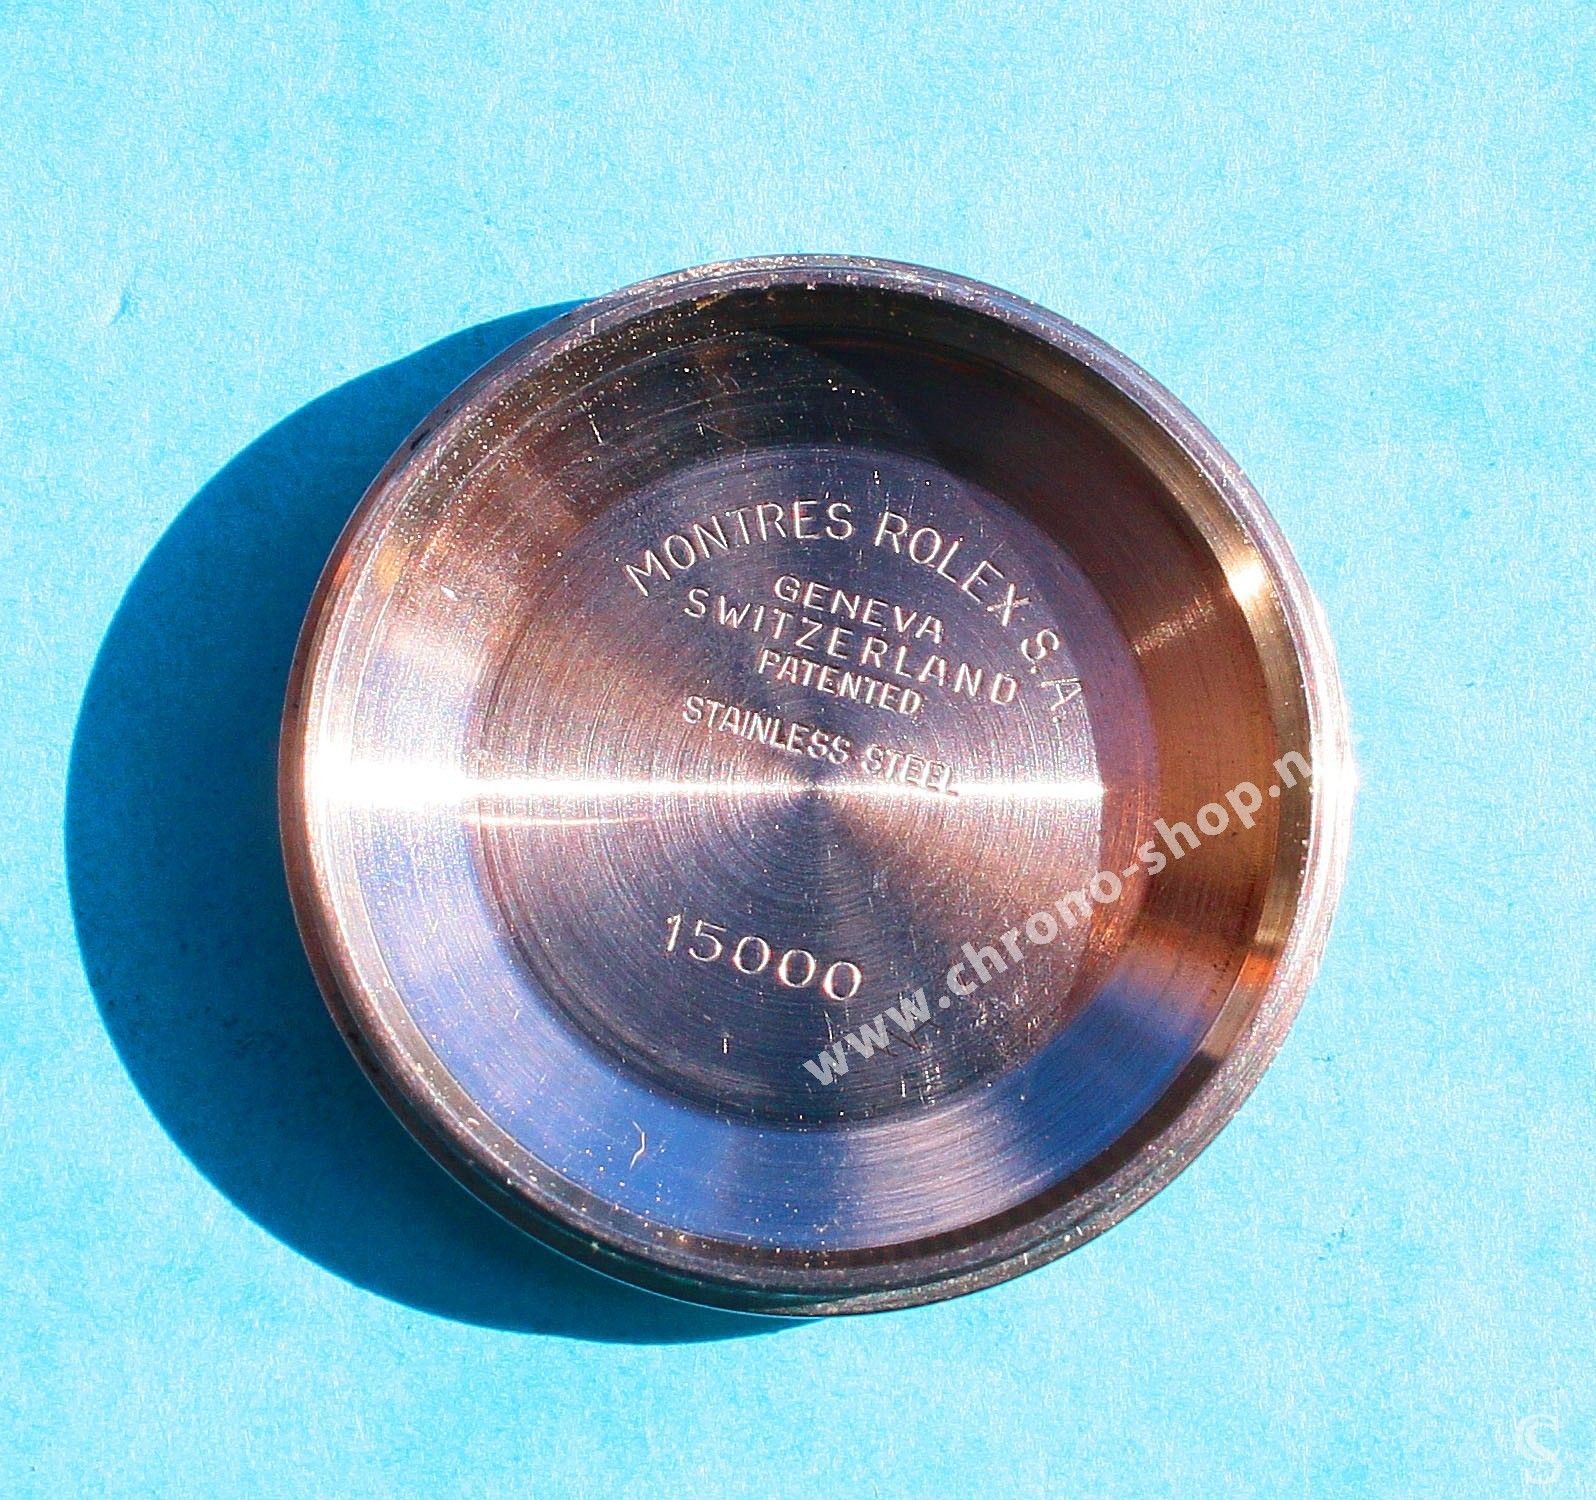 MONTRES ROLEX S.A
GENEVA
SWITZERLAND
PATENTED
STAINLESS STEEL
15000
www.chrono-shop.n
S